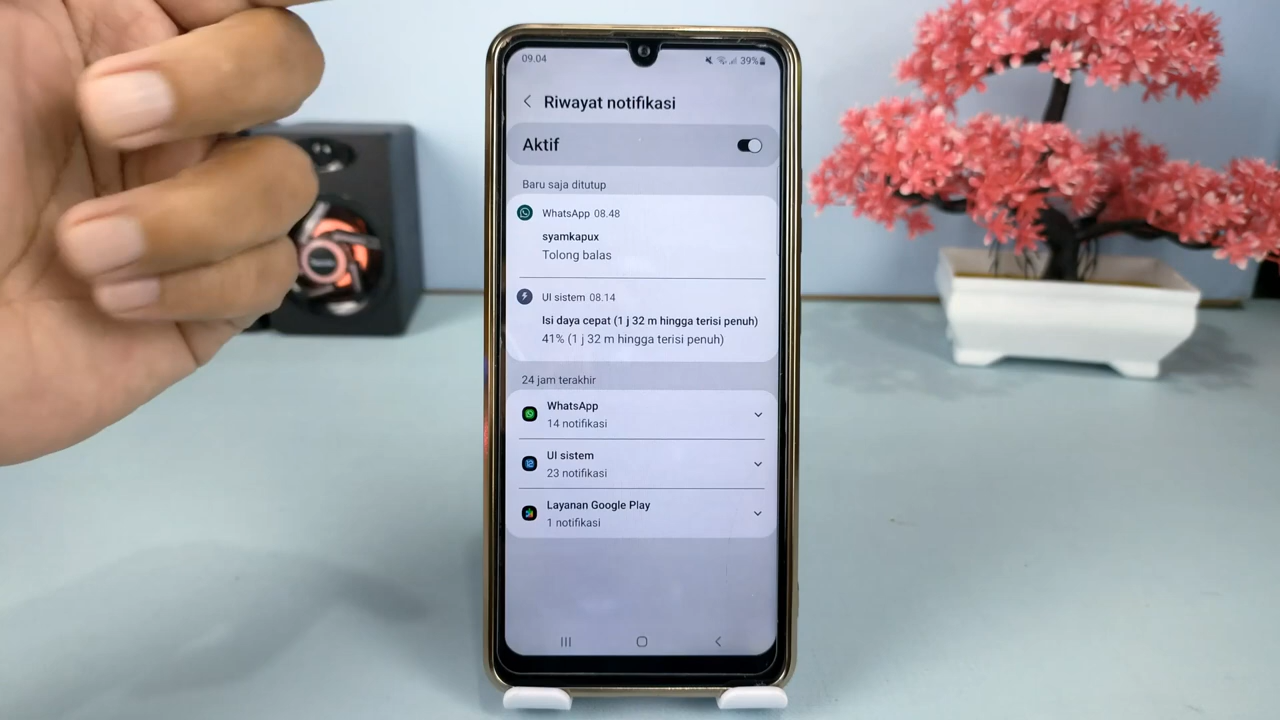 09.04
39%
Riwayat notifikasi
Aktif
Baru saja ditutup
WhatsApp 08.48
syamkapux
Tolong balas
UI sistem 08.14
Isi daya cepat (1 j 32 m hingga terisi penuh)
41% (1 j 32 m hingga terisi penuh)
24 jam terakhir
WhatsApp
14 notifikasi
UI sistem
23 notifikasi
Layanan Google Play
1 notifikasi